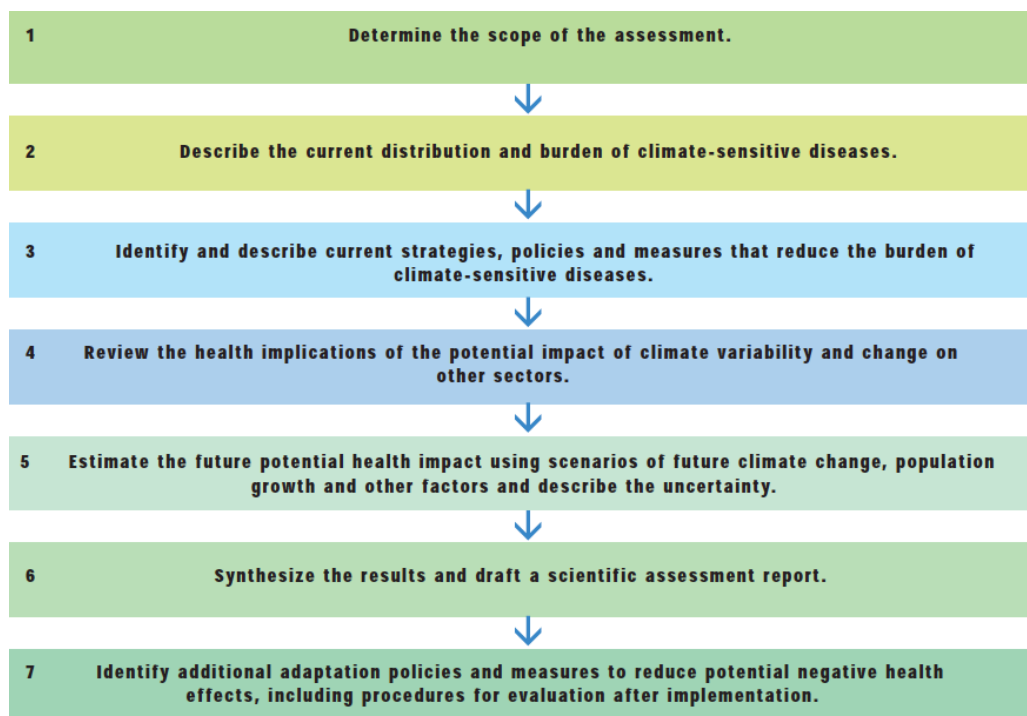 1 Determine the scope of the assessment.
2 Describe the current distribution and burden of climate-sensitive diseases.
3 Identify and describe current strategies, policies and measures that reduce the burden of
climate-sensitive diseases.
4 Review the health implications of the potential impact of climate variability and change on
other sectors.
5 Estimate the future potential health impact using scenarios of future climate change, population
growth and other factors and describe the uncertainty.
6 Synthesize the results and draft a scientific assessment report.
7 Identify additional adaptation policies and measures to reduce potential negative health
effects, including procedures for evaluation after implementation.